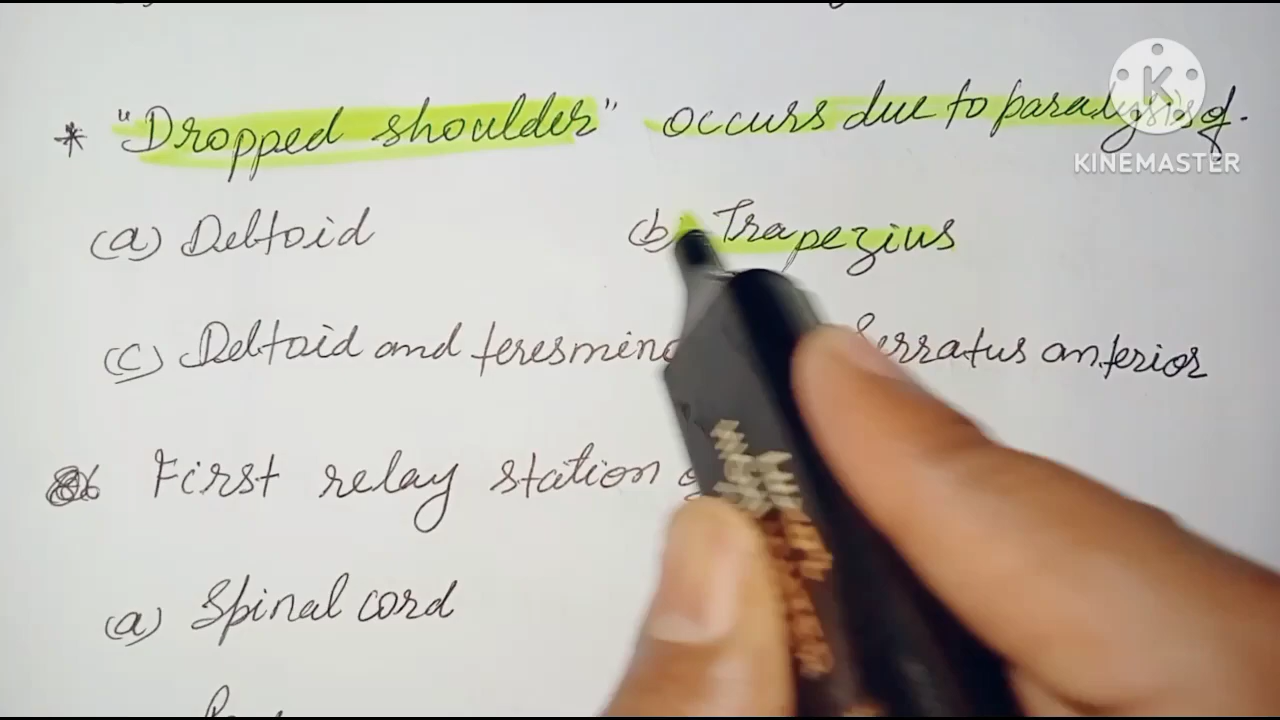 * "Dropped shoulder" occurs due to paralysis of.
(a) Deltoid (b) Trapezius
(c) Deltoid and teresmino Serratus anterior
First relay station
(a) Spinal cord
K
KINEMASTER